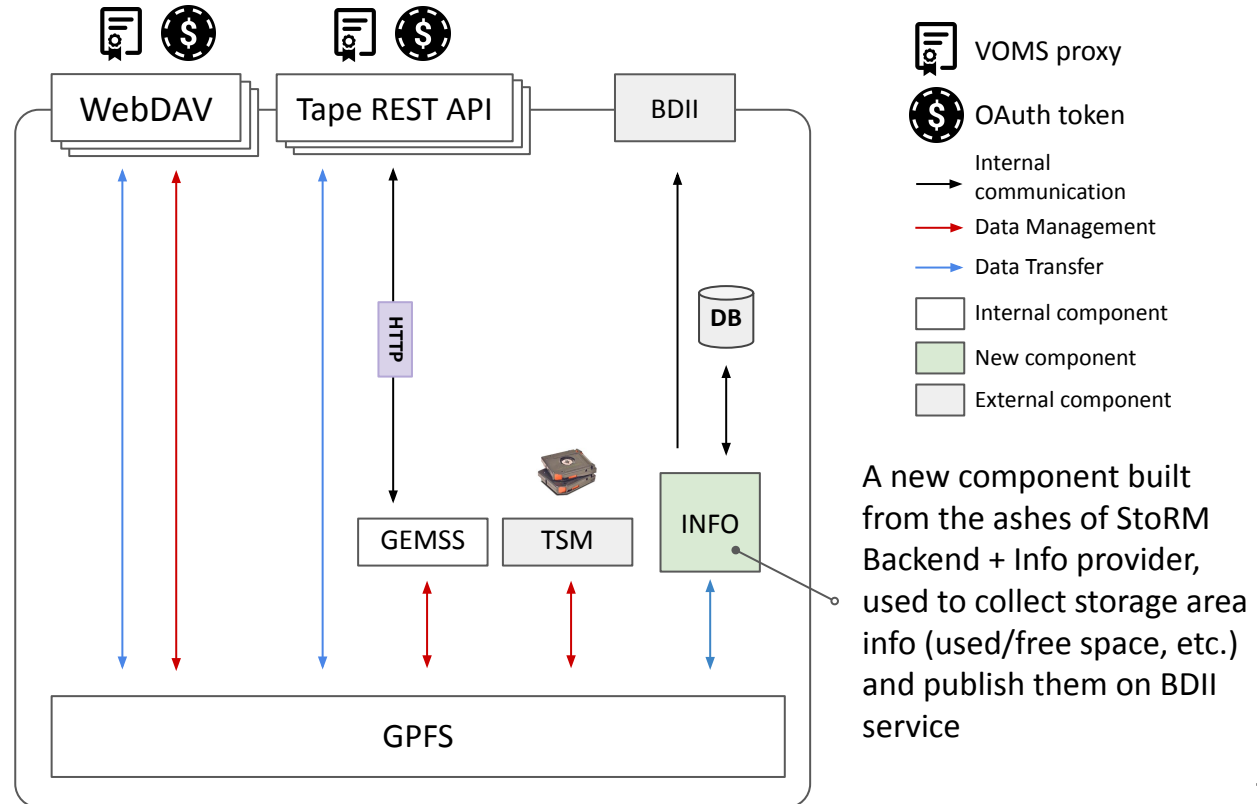 WebDAV
Tape REST API
BDII
HTTP
DB
GEMSS
TSM
INFO
GPFS
VOMS proxy
OAuth token
Internal
communication
Data Management
Data Transfer
Internal component
New component
External component
A new component built
from the ashes of StoRM
Backend + Info provider,
used to collect storage area
info (used/free space, etc.)
and publish them on BDII
service